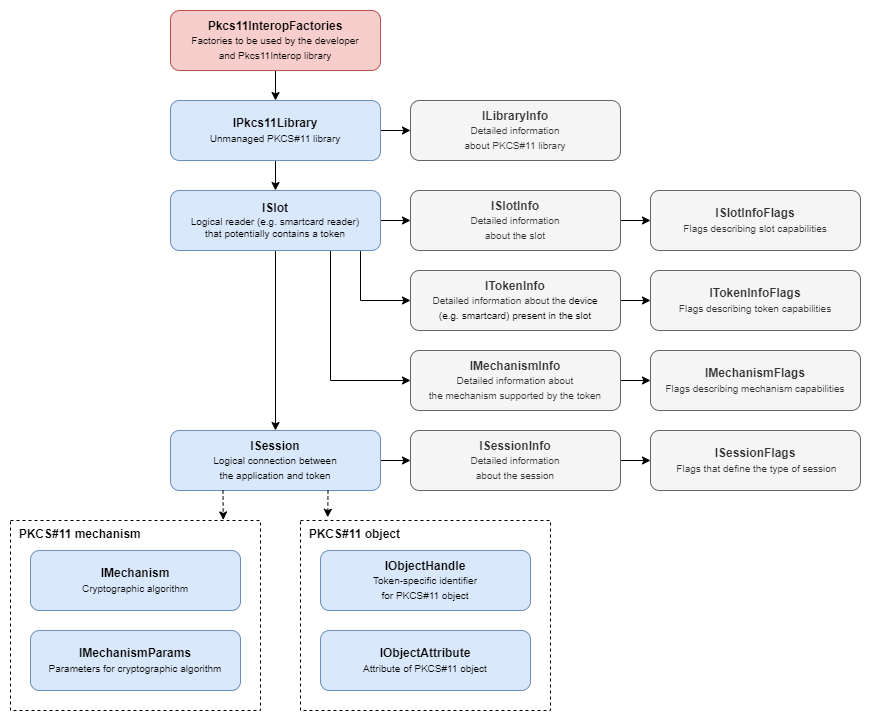 Pkcs11InteropFactories
Factories to be used by the developer
and Pkcs11Interop library
IPkcs11Library
Unmanaged PKCS#11 library
ILibraryInfo
Detailed information
about PKCS#11 library
ISlot
Logical reader (e.g. smartcard reader)
that potentially contains a token
ISlotInfo
Detailed information
about the slot
ISlotInfoFlags
Flags describing slot capabilities
ITokenInfo
Detailed information about the device
(e.g. smartcard) present in the slot
ITokenInfoFlags
Flags describing token capabilities
IMechanismInfo
Detailed information about
the mechanism supported by the token
IMechanismFlags
Flags describing mechanism capabilities
ISession
Logical connection between
the application and token
ISessionInfo
Detailed information
about the session
ISessionFlags
Flags that define the type of session
PKCS#11 mechanism
IMechanism
Cryptographic algorithm
IMechanismParams
Parameters for cryptographic algorithm
PKCS#11 object
IObjectHandle
Token-specific identifier
for PKCS#11 object
IObjectAttribute
Attribute of PKCS#11 object